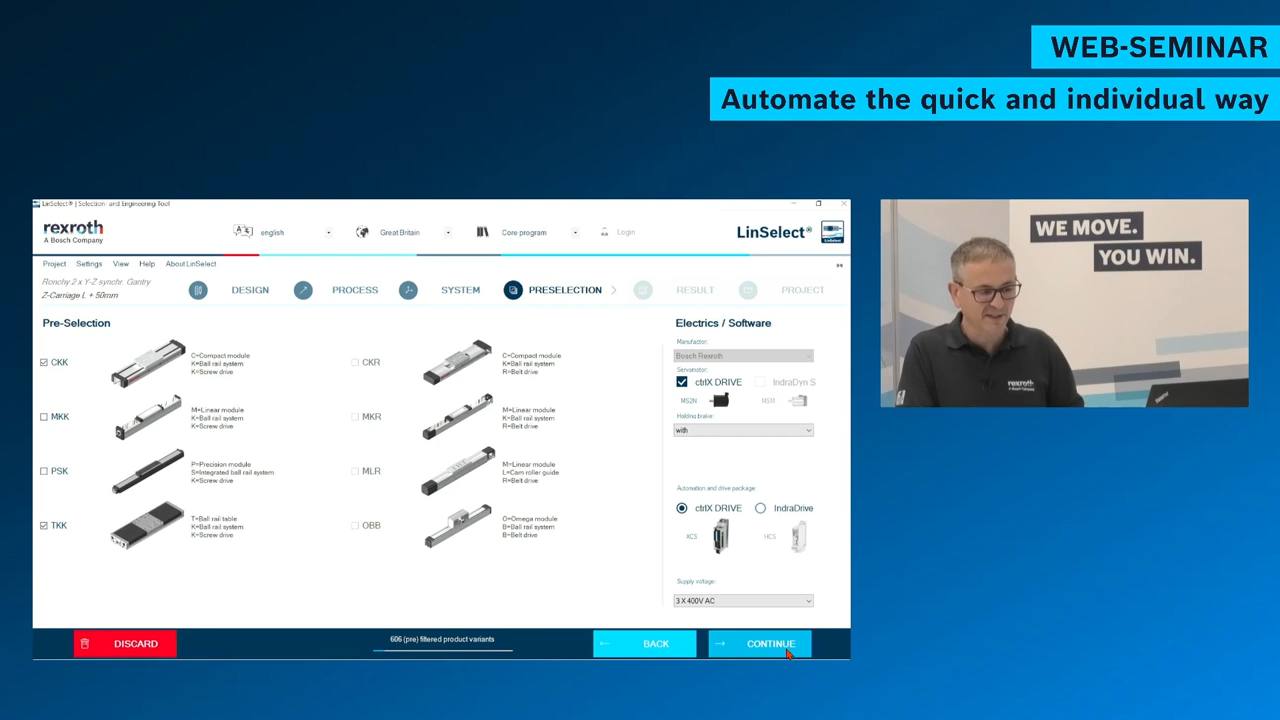 WEB-SEMINAR
Automate the quick and individual way
LinSelect® | Selection- and Engineering Tool
rexroth
A Bosch Company
english
Great Britain
Core program
Login
LinSelect®
Project
Settings
View
Help
About LinSelect
Ronchy 2 x Y-Z synchr. Gantry
Z-Carriage L + 50mm
DESIGN
PROCESS
SYSTEM
PRESELECTION
RESULT
PROJECT
Pre-Selection
CKK
C=Compact module
K=Ball rail system
K=Screw drive
CKR
C=Compact module
K=Ball rail system
R=Belt drive
MKK
M=Linear module
K=Ball rail system
K=Screw drive
MKR
M=Linear module
K=Ball rail system
R=Belt drive
PSK
P=Precision module
S=Integrated ball rail system
K=Screw drive
MLR
M=Linear module
L=Cam roller guide
R=Belt drive
TKK
T=Ball rail table
K=Ball rail system
K=Screw drive
OBB
O=Omega module
B=Ball rail system
B=Belt drive
Electrics / Software
Manufactor:
Bosch Rexroth
Servomotor:
ctrlX DRIVE
IndraDyn S
MS2N
MSM
Holding brake:
with
Automation and drive package:
ctrlX DRIVE
IndraDrive
XCS
HCS
Supply voltage:
3 X 400V AC
DISCARD
606 (pre) filtered product variants
BACK
CONTINUE
WE MOVE.
YOU WIN.
rexroth
A Bosch Company